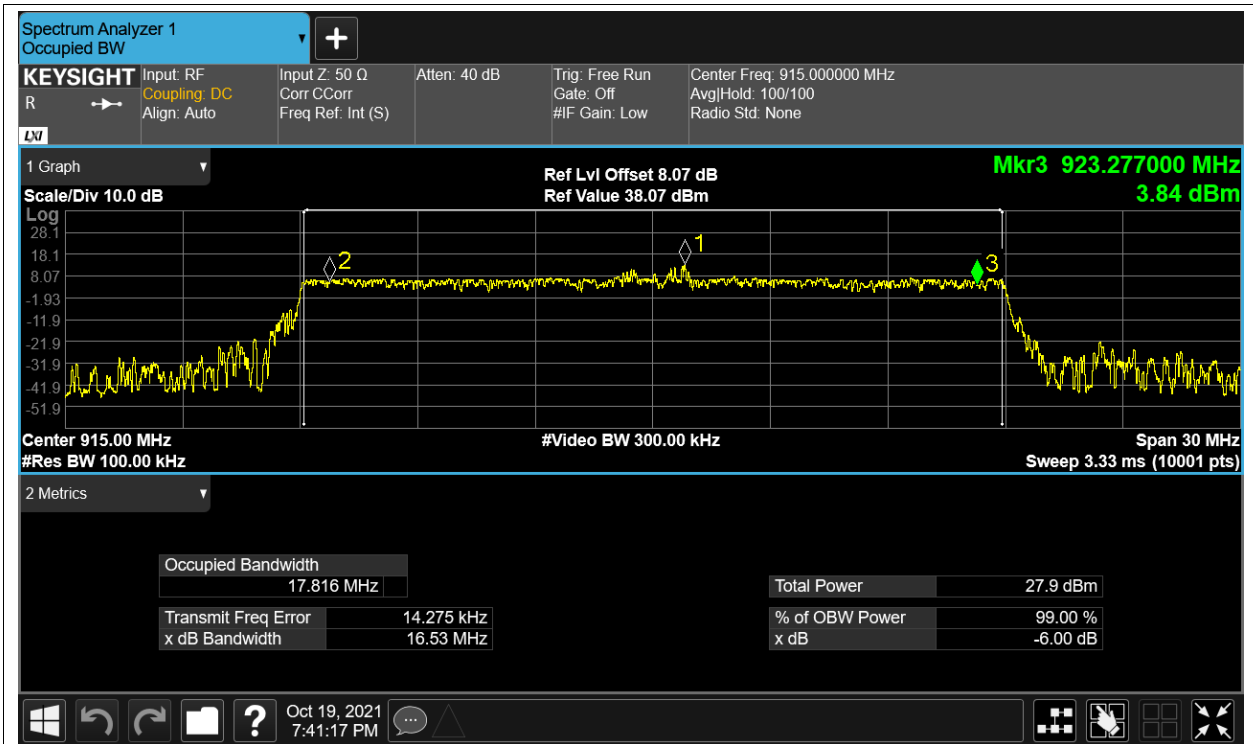 Spectrum Analyzer 1
Occupied BW
KEYSIGHT Input: RF Input Z: 50 Ω Atten: 40 dB Trig: Free Run Center Freq: 915.000000 MHz
R Coupling: DC Corr CCorr Gate: Off Avg|Hold: 100/100
Align: Auto Freq Ref: Int (S) #IF Gain: Low Radio Std: None
LXI
1 Graph Ref Lvl Offset 8.07 dB Mkr3 923.277000 MHz
Scale/Div 10.0 dB Ref Value 38.07 dBm 3.84 dBm
Log
28.1
18.1
8.07
-1.93
-11.9
-21.9
-31.9
-41.9
-51.9
2 1 3
Center 915.00 MHz #Video BW 300.00 kHz Span 30 MHz
#Res BW 100.00 kHz Sweep 3.33 ms (10001 pts)
2 Metrics
Occupied Bandwidth
17.816 MHz Total Power 27.9 dBm
Transmit Freq Error 14.275 kHz % of OBW Power 99.00 %
x dB Bandwidth 16.53 MHz x dB -6.00 dB
? Oct 19, 2021
7:41:17 PM